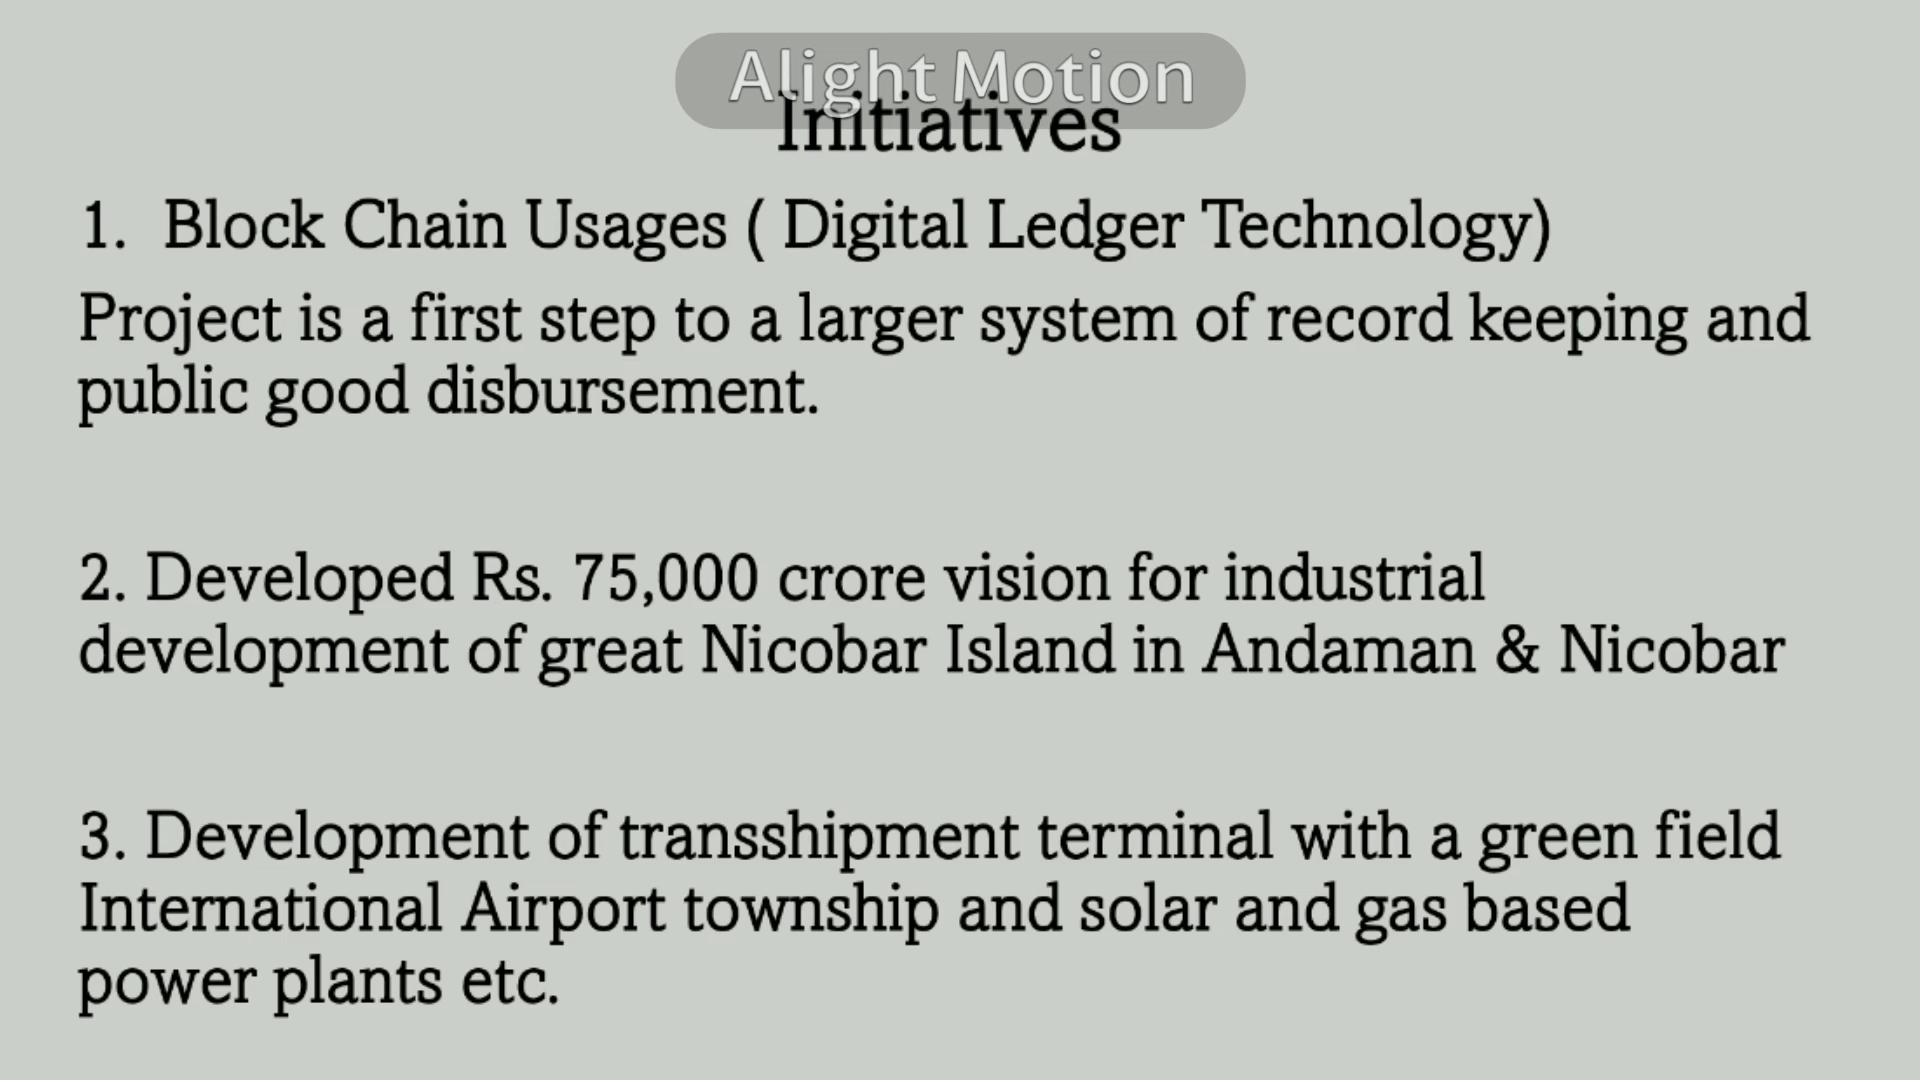 Alight Motion
Initiatives
1. Block Chain Usages ( Digital Ledger Technology)
Project is a first step to a larger system of record keeping and
public good disbursement.
2. Developed Rs. 75,000 crore vision for industrial
development of great Nicobar Island in Andaman & Nicobar
3. Development of transshipment terminal with a green field
International Airport township and solar and gas based
power plants etc.